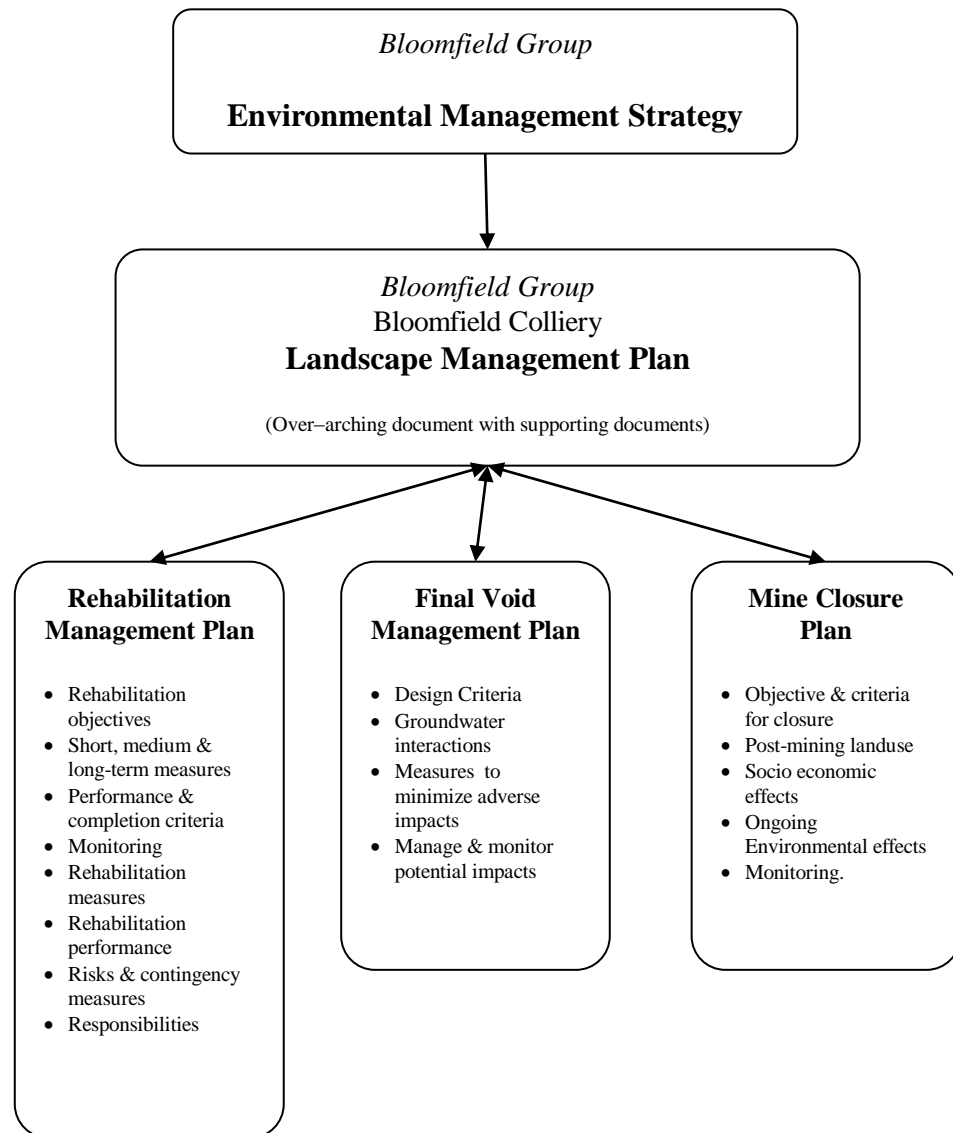 Bloomfield Group
Environmental Management Strategy
Bloomfield Group
Bloomfield Colliery
Landscape Management Plan
(Over–arching document with supporting documents)
Rehabilitation
Management Plan
• Rehabilitation
objectives
• Short, medium &
long-term measures
• Performance &
completion criteria
• Monitoring
• Rehabilitation
measures
• Rehabilitation
performance
• Risks & contingency
measures
• Responsibilities
Final Void
Management Plan
• Design Criteria
• Groundwater
interactions
• Measures to
minimize adverse
impacts
• Manage & monitor
potential impacts
Mine Closure
Plan
• Objective & criteria
for closure
• Post-mining landuse
• Socio economic
effects
• Ongoing
Environmental effects
• Monitoring.